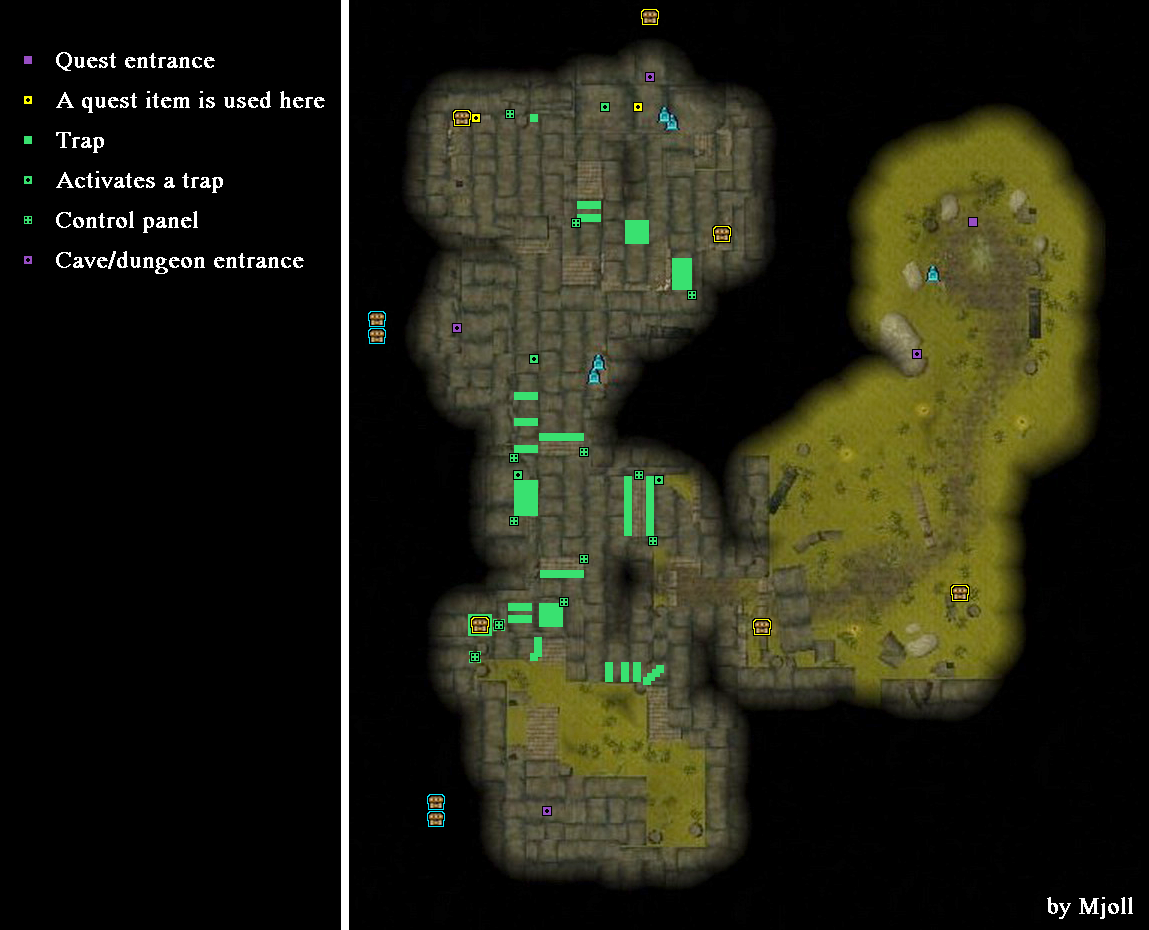 Quest entrance
A quest item is used here
Trap
Activates a trap
Control panel
Cave/dungeon entrance
by Mjoll